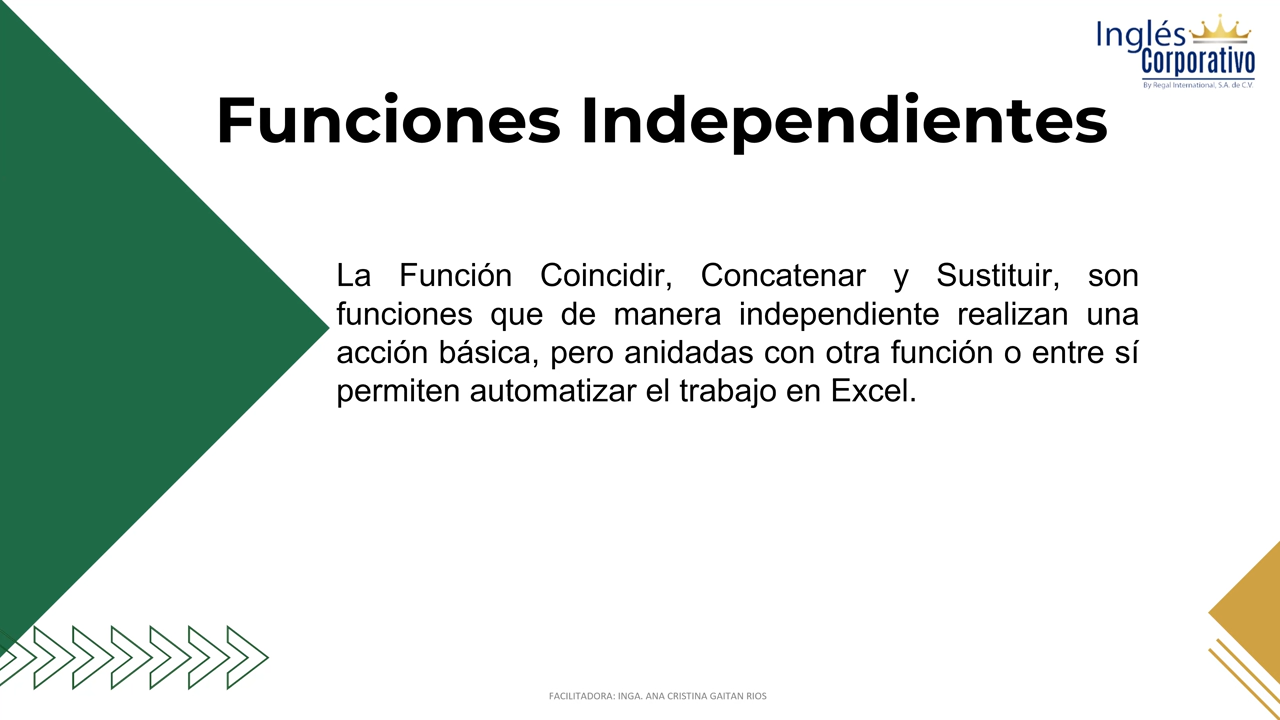 Inglés
Corporativo
By Regal International, S.A. de C.V.
Funciones Independientes
La Función Coincidir, Concatenar y Sustituir, son
funciones que de manera independiente realizan una
acción básica, pero anidadas con otra función o entre sí
permiten automatizar el trabajo en Excel.
FACILITADORA: INGA. ANA CRISTINA GAITAN RIOS